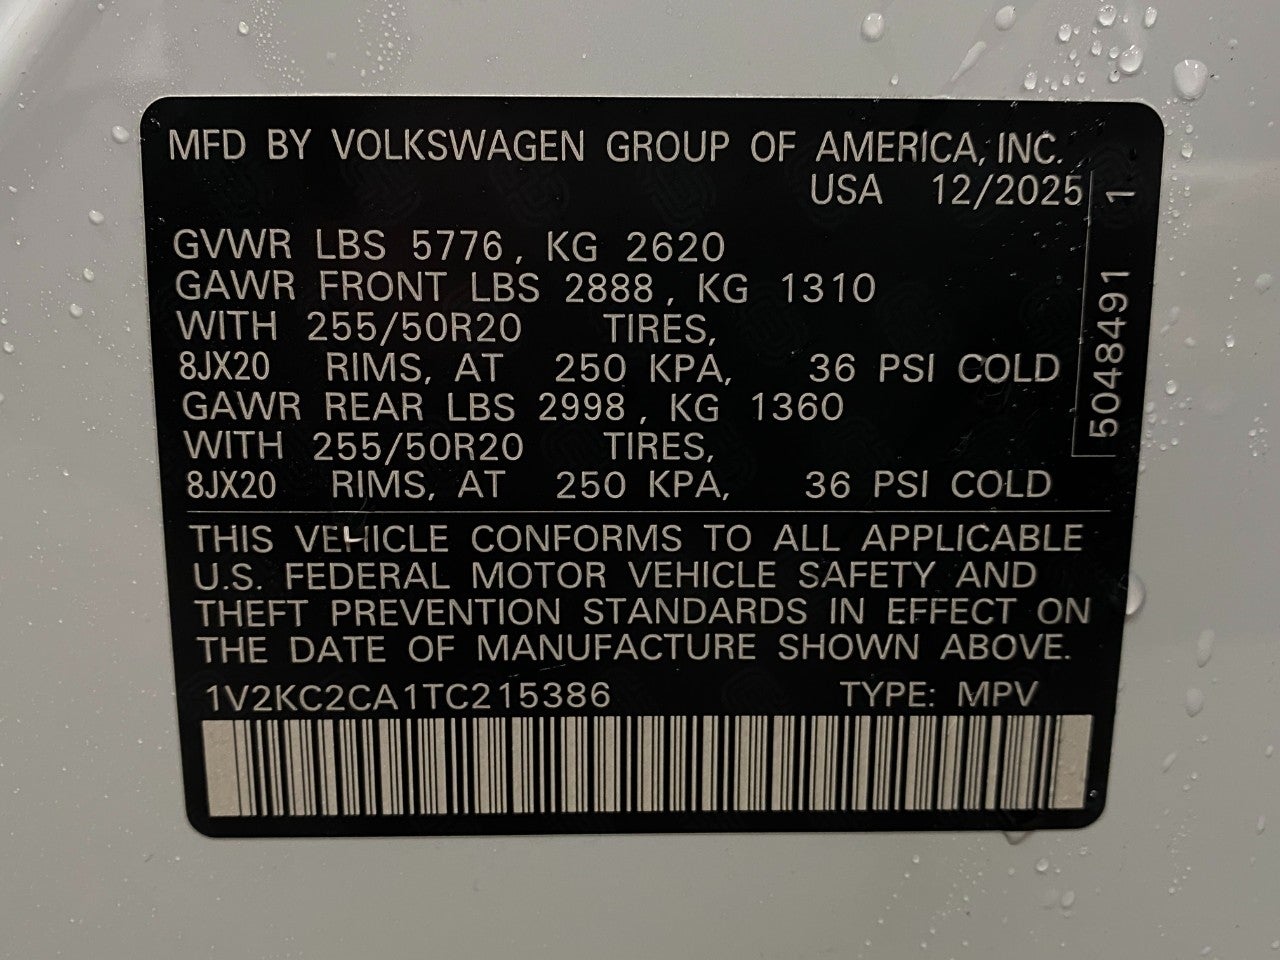 MFD BY VOLKSWAGEN GROUP OF AMERICA, INC.
USA 12/2025
GVWR LBS 5776, KG 2620
GAWR FRONT LBS 2888, KG 1310
WITH 255/50R20 TIRES,
8JX20 RIMS, AT 250 KPA, 36 PSI COLD
GAWR REAR LBS 2998, KG 1360
WITH 255/50R20 TIRES,
8JX20 RIMS, AT 250 KPA, 36 PSI COLD
THIS VEHICLE CONFORMS TO ALL APPLICABLE
U.S. FEDERAL MOTOR VEHICLE SAFETY AND
THEFT PREVENTION STANDARDS IN EFFECT ON
THE DATE OF MANUFACTURE SHOWN ABOVE.
1V2KC2CA1TC215386 TYPE: MPV
5048491 1